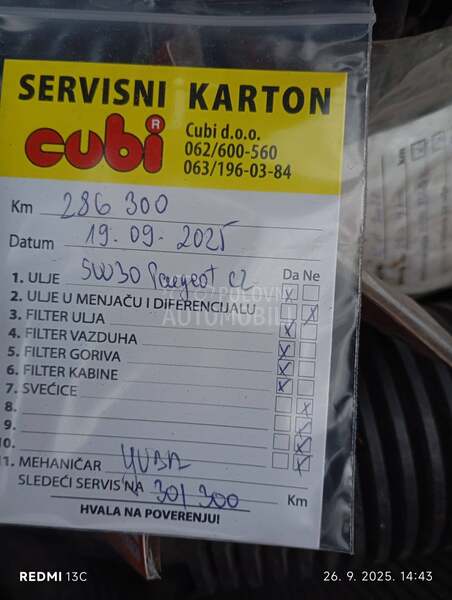 SERVISNI KARTON
cubi
R
Cubi d.o.o.
062/600-560
063/196-03-84
Km 286 300
Datum 19.09.2025
Da Ne
1. ULJE 5W30 Peugeot C2
2. ULJE U MENJAČU I DIFERENCIJALU
3. FILTER ULJA
4. FILTER VAZDUHA
5. FILTER GORIVA
6. FILTER KABINE
7. SVEĆICE
8.
9.
10.
11. MEHANIČAR
SLEDEĆI SERVIS NA 301 300 Km
HVALA NA POVERENJU!
POLOVNI
AUTOMOBILI
REDMI 13C
26. 9. 2025. 14:43